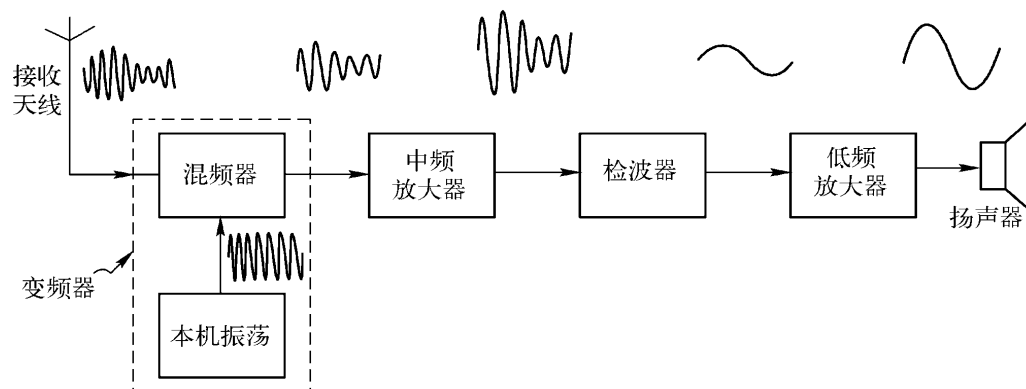 接收
天线
混频器
中频
放大器
检波器
低频
放大器
扬声器
变频器
本机振荡